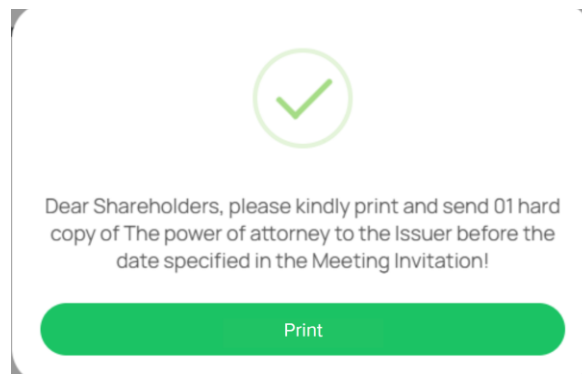 Dear Shareholders, please kindly print and send 01 hard
copy of The power of attorney to the Issuer before the
date specified in the Meeting Invitation!
Print